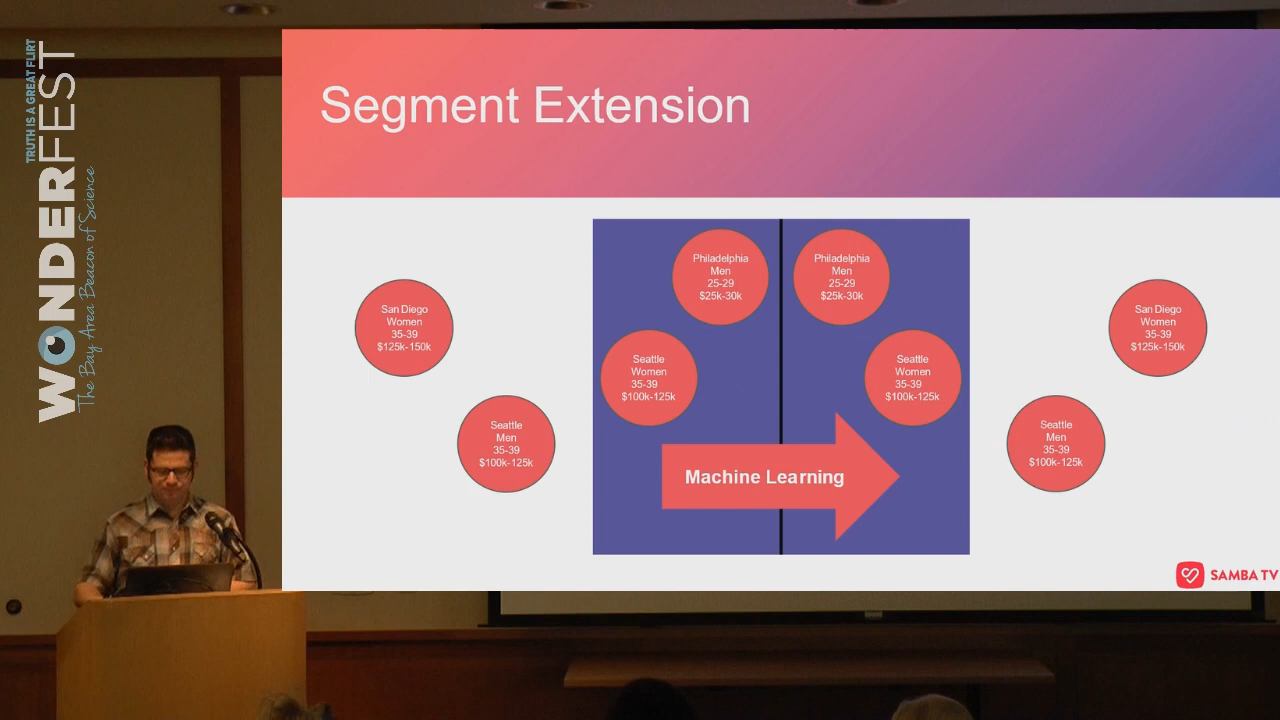 TRUTH IS A GREAT FLIRT
WONDERFEST
The Bay Area Beacon of Science
Segment Extension
San Diego
Women
35-39
$125k-150k
Seattle
Men
35-39
$100k-125k
Philadelphia
Men
25-29
$25k-30k
Seattle
Women
35-39
$100k-125k
Philadelphia
Men
25-29
$25k-30k
Seattle
Women
35-39
$100k-125k
Machine Learning
San Diego
Women
35-39
$125k-150k
Seattle
Men
35-39
$100k-125k
SAMBA TV